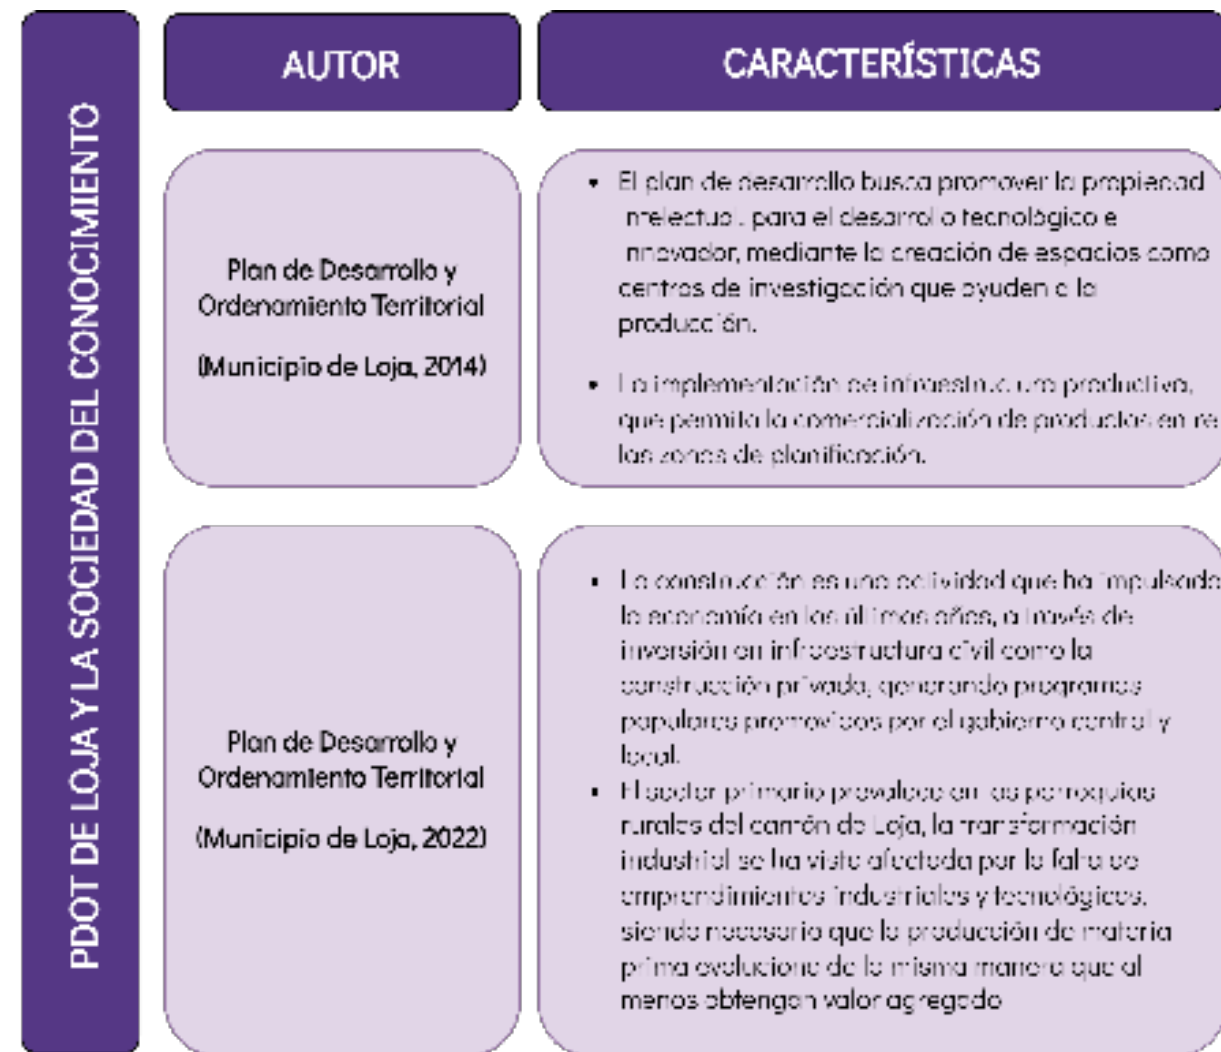 PDOT DE LOJA Y LA SOCIEDAD DEL CONOCIMIENTO
AUTOR
CARACTERÍSTICAS
Plan de Desarrollo y
Ordenamiento Territorial
(Municipio de Loja, 2014)
• El plan de desarrollo busca promover la propiedad
intelectual, para el desarrollo tecnológico e
innovador, mediante la creación de espacios como
centros de investigación que ayuden a la
producción.
• La implementación de infraestructura productiva,
que permita la comercialización de productos entre
las zonas de planificación.
Plan de Desarrollo y
Ordenamiento Territorial
(Municipio de Loja, 2022)
• La construcción es una actividad que ha impulsado
la economía en los últimos años, a través de
inversión en infraestructura civil como la
construcción privada, generando programas
populares promovidos por el gobierno central y
local.
• El sector primario prevalece en las parroquias
rurales del cantón de Loja, la transformación
industrial se ha visto afectada por la falta de
emprendimientos industriales y tecnológicos,
siendo necesario que la producción de materia
prima evolucione de la misma manera que al
menos obtengan valor agregado